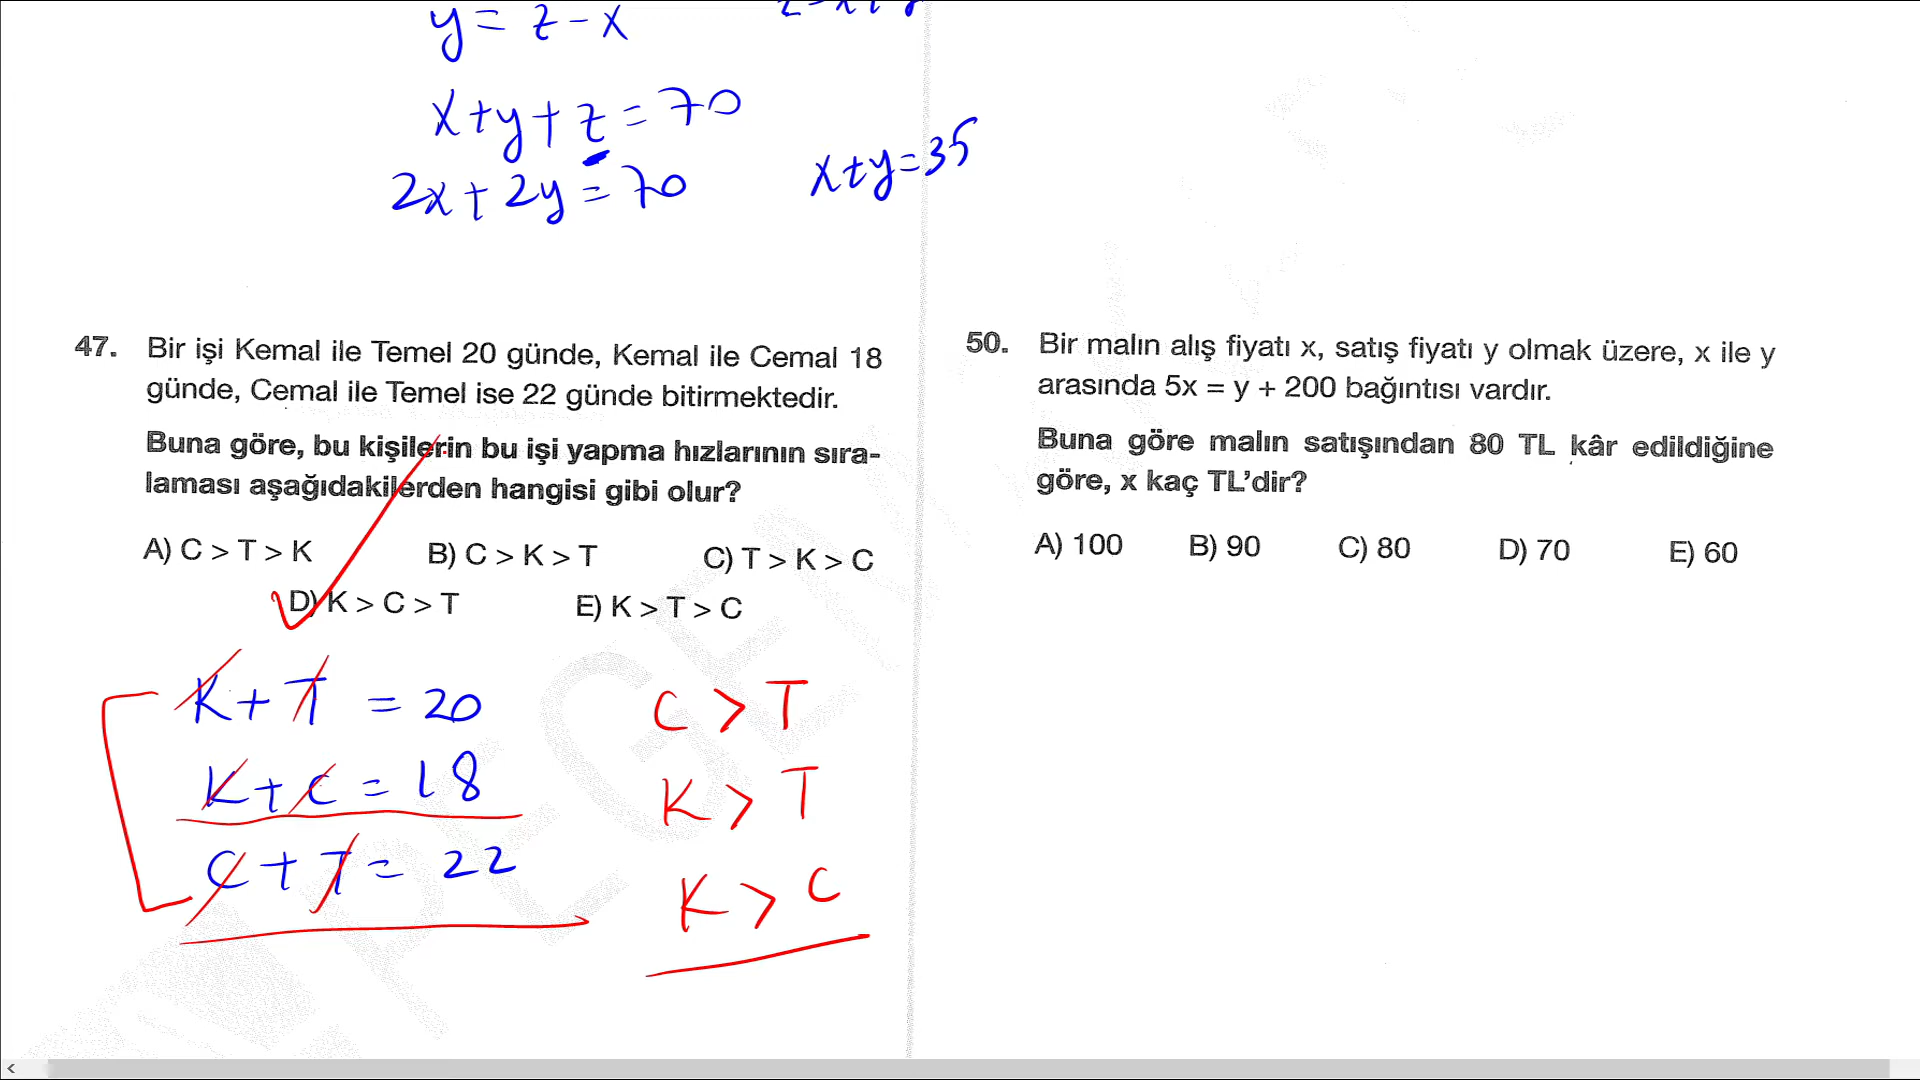 y = z - x
x + y + z = 70
2x + 2y = 70
x + y = 35
47. Bir işi Kemal ile Temel 20 günde, Kemal ile Cemal 18
günde, Cemal ile Temel ise 22 günde bitirmektedir.
Buna göre, bu kişilerin bu işi yapma hızlarının sıra-
laması aşağıdakilerden hangisi gibi olur?
A) C > T > K B) C > K > T C) T > K > C
D) K > C > T E) K > T > C
K + T = 20
K + C = 18
C + T = 22
C > T
K > T
K > C
50. Bir malın alış fiyatı x, satış fiyatı y olmak üzere, x ile y
arasında 5x = y + 200 bağıntısı vardır.
Buna göre malın satışından 80 TL kâr edildiğine
göre, x kaç TL'dir?
A) 100 B) 90 C) 80 D) 70 E) 60